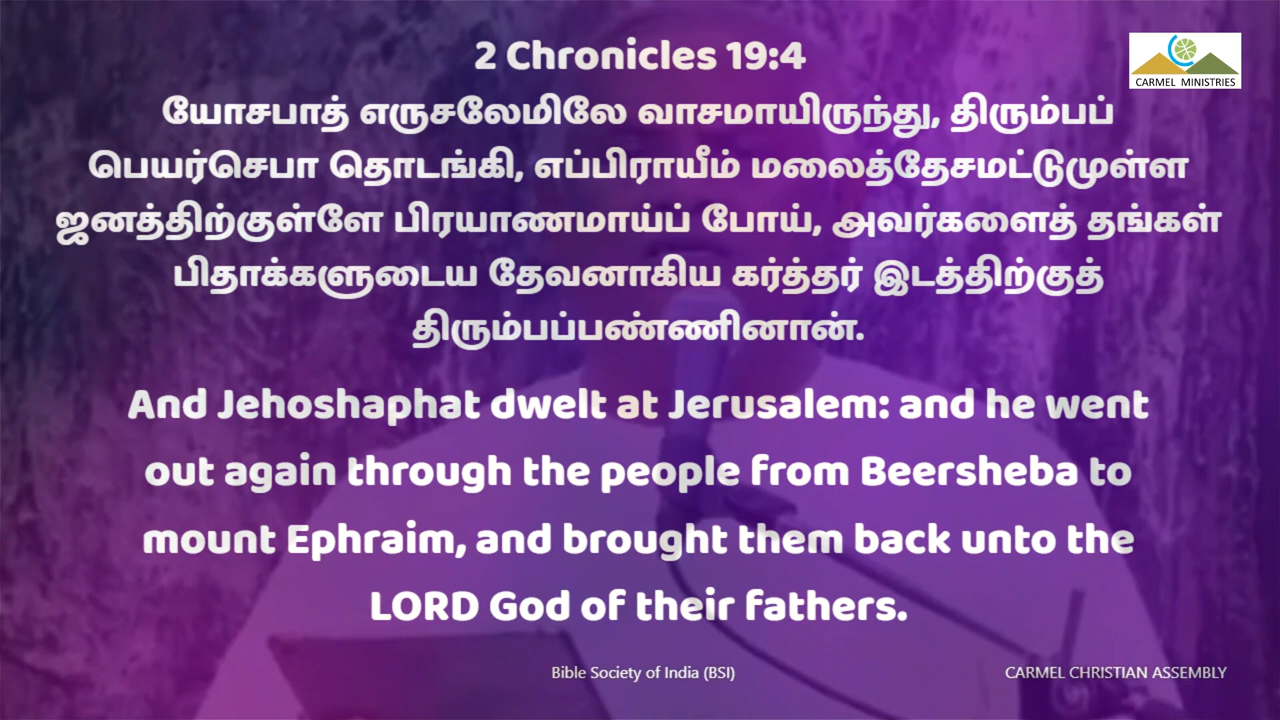 2 Chronicles 19:4
CARMEL MINISTRIES
யோசபாத் எருசலேமிலே வாசமாயிருந்து, திரும்பப்
பெயர்செபா தொடங்கி, எப்பிராயீம் மலைத்தேசமட்டுமுள்ள
ஜனத்திற்குள்ளே பிரயாணமாய்ப் போய், அவர்களைத் தங்கள்
பிதாக்களுடைய தேவனாகிய கர்த்தர் இடத்திற்குத்
திரும்பப்பண்ணினான்.
And Jehoshaphat dwelt at Jerusalem: and he went
out again through the people from Beersheba to
mount Ephraim, and brought them back unto the
LORD God of their fathers.
Bible Society of India (BSI)
CARMEL CHRISTIAN ASSEMBLY